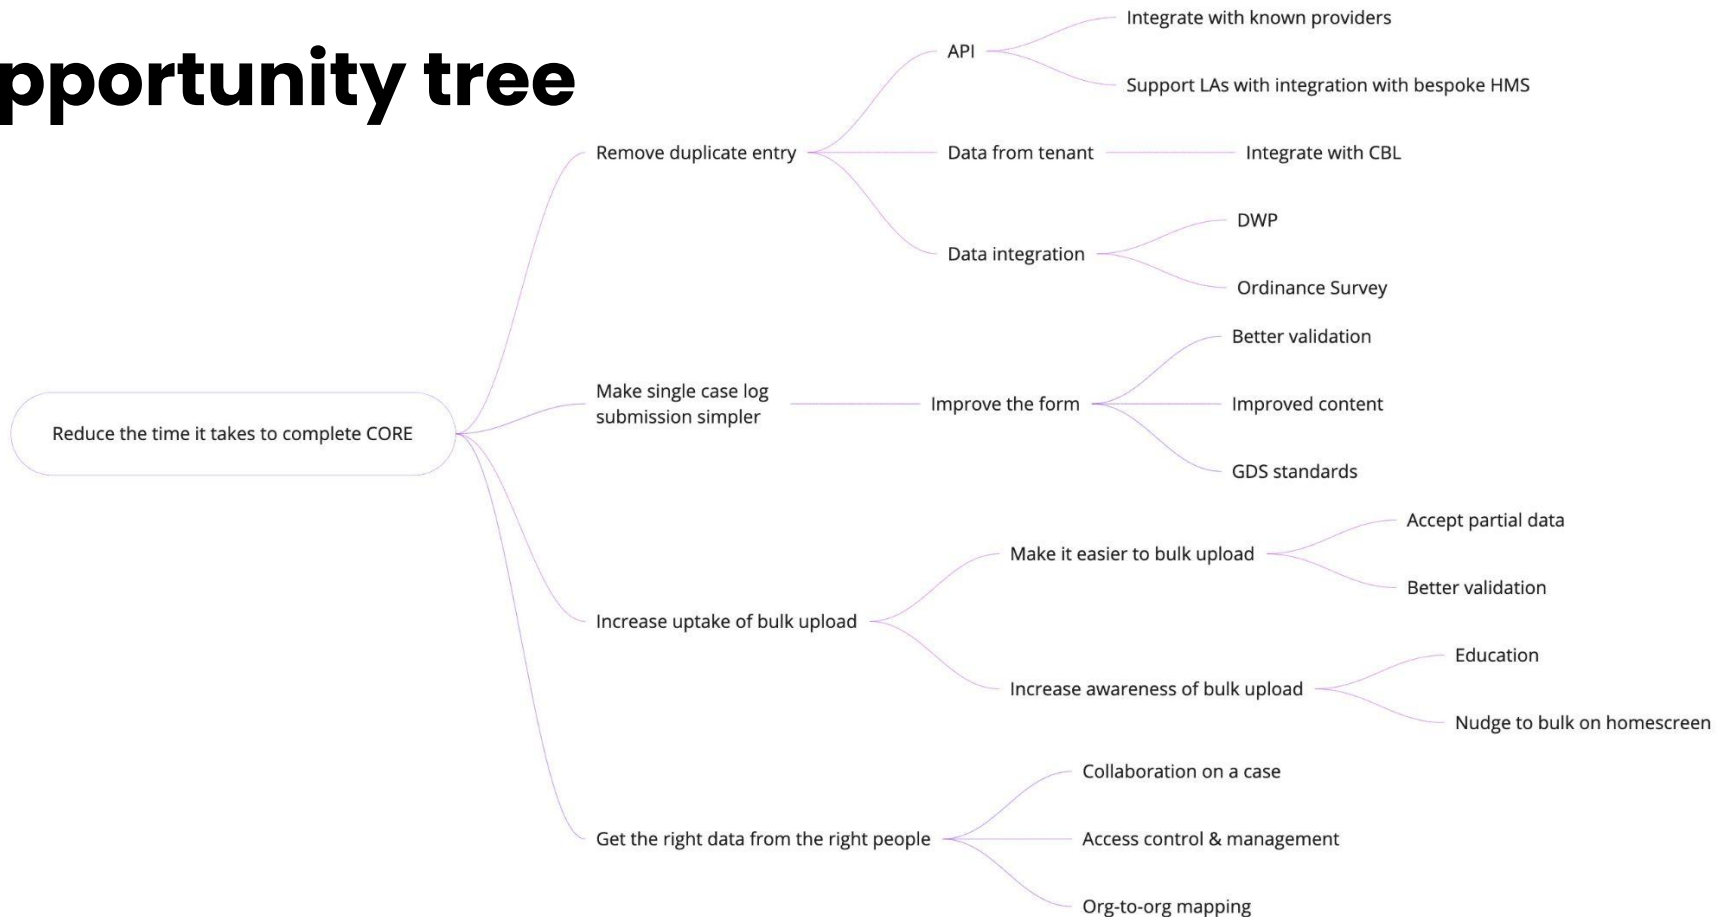 pportunity tree
Reduce the time it takes to complete CORE
Remove duplicate entry
API
Integrate with known providers
Support LAs with integration with bespoke HMS
Data from tenant
Integrate with CBL
Data integration
DWP
Ordinance Survey
Make single case log
submission simpler
Improve the form
Better validation
Improved content
GDS standards
Increase uptake of bulk upload
Make it easier to bulk upload
Accept partial data
Better validation
Increase awareness of bulk upload
Education
Nudge to bulk on homescreen
Get the right data from the right people
Collaboration on a case
Access control & management
Org-to-org mapping